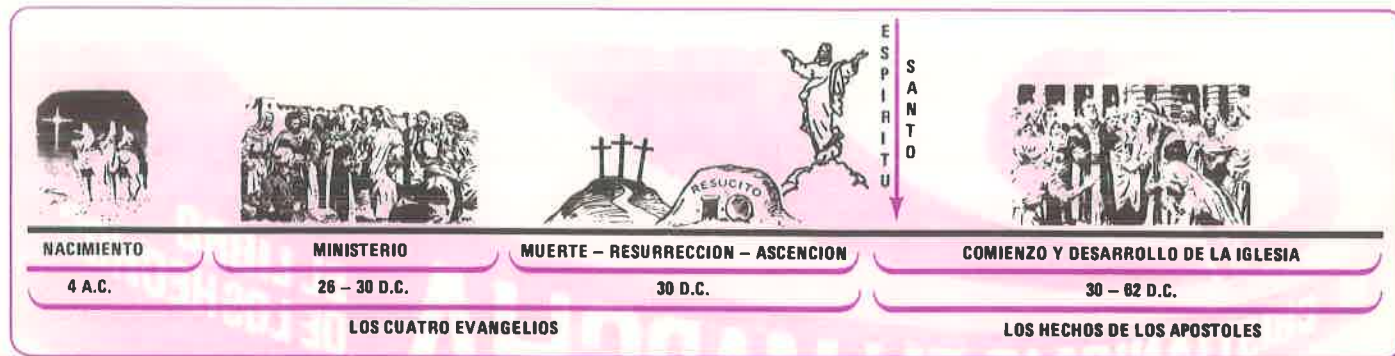 ESPIRITU
SANTO
RESUCITO
NACIMIENTO
MINISTERIO
MUERTE – RESURRECCION – ASCENCION
COMIENZO Y DESARROLLO DE LA IGLESIA
4 A.C.
26 – 30 D.C.
30 D.C.
30 – 62 D.C.
LOS CUATRO EVANGELIOS
LOS HECHOS DE LOS APOSTOLES